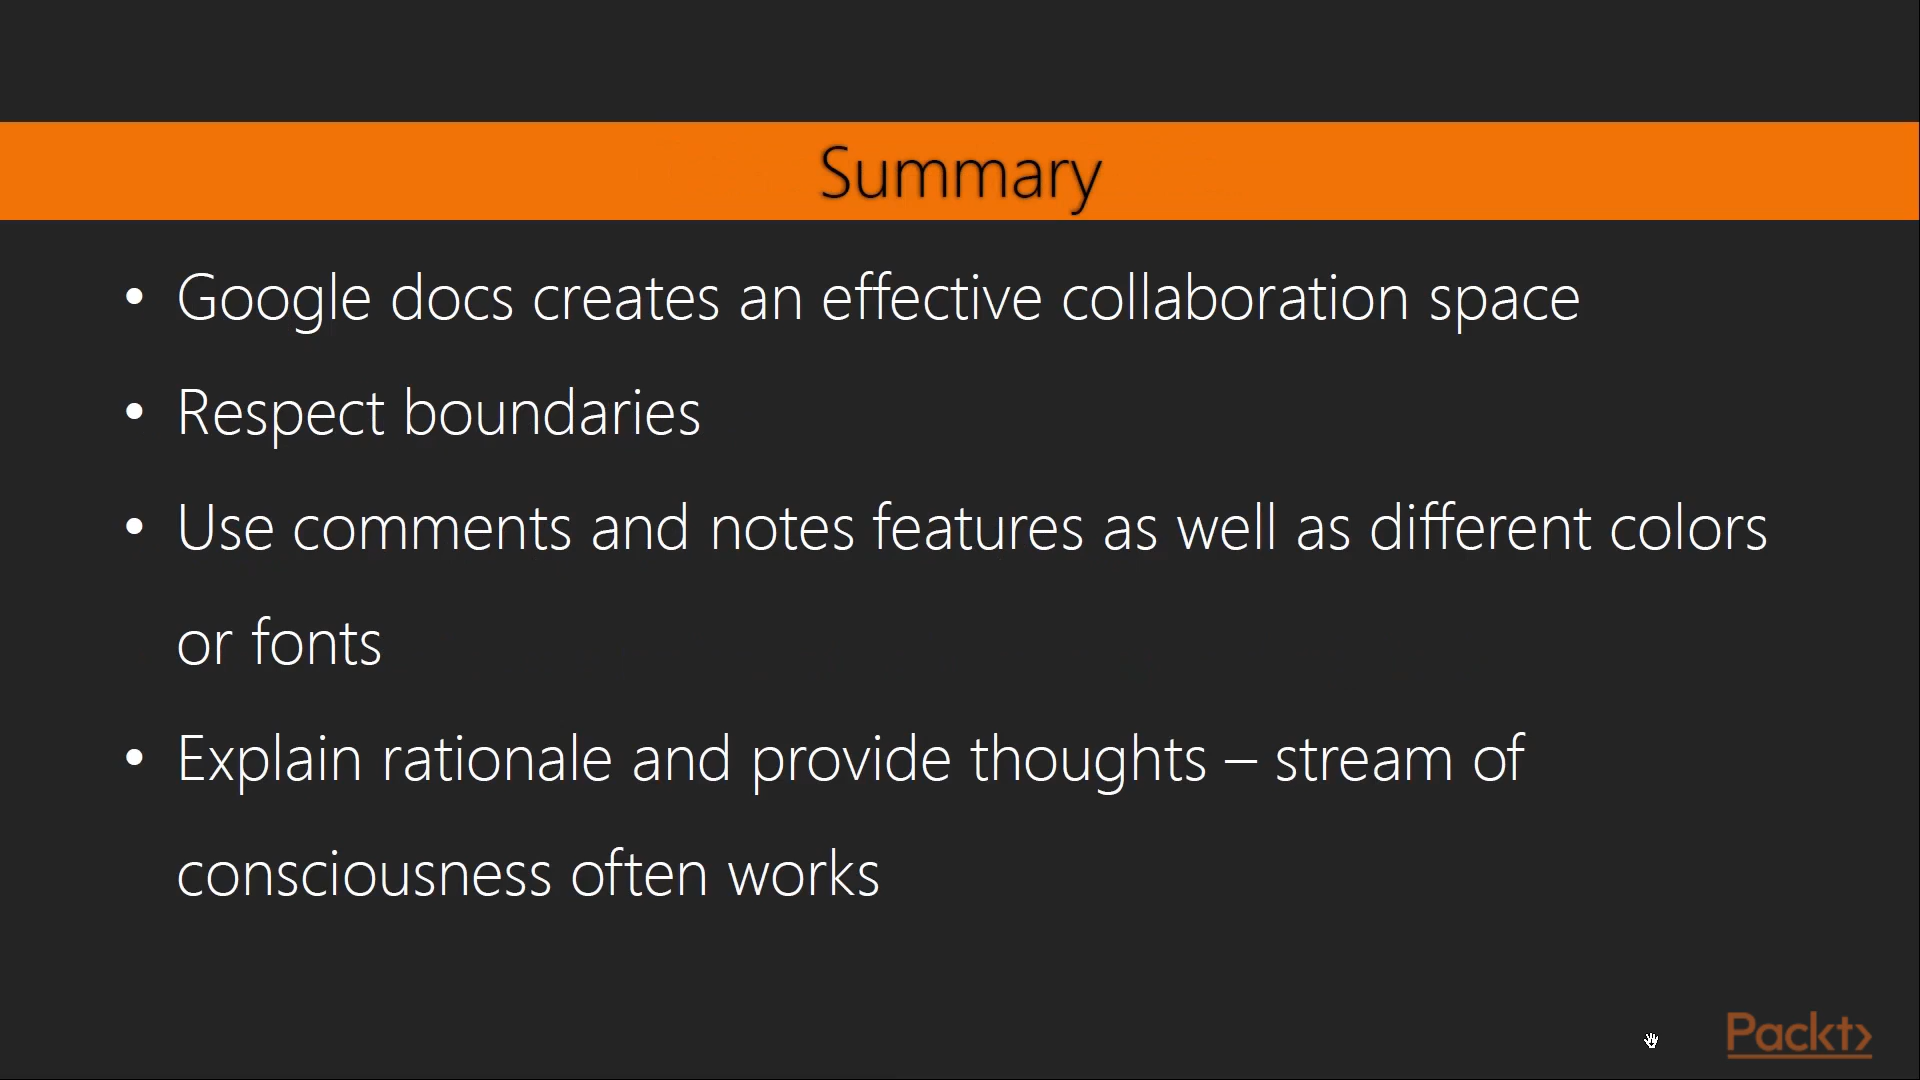 Summary
• Google docs creates an effective collaboration space
• Respect boundaries
• Use comments and notes features as well as different colors
or fonts
• Explain rationale and provide thoughts – stream of
consciousness often works
Packt>